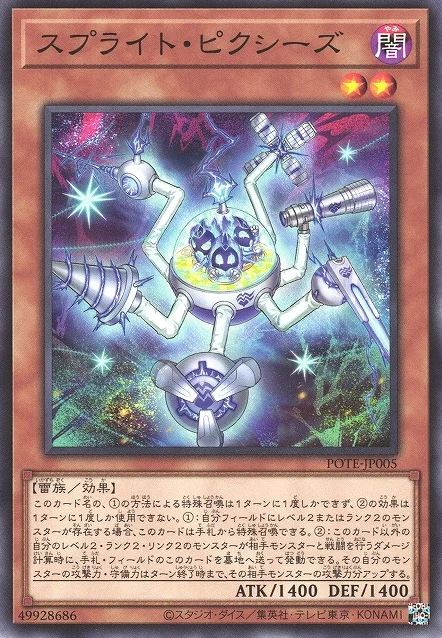 スプライト・ピクシーズ
闇
POTE-JP005
【雷族/効果】
このカード名の、①の方法による特殊召喚は1ターンに1度しかできず、②の効果は
1ターンに1度しか使用できない。①:自分フィールドにレベル2またはランク2のモン
スターが存在する場合、このカードは手札から特殊召喚できる。②:このカード以外の
自分のレベル2・ランク2・リンク2のモンスターが相手モンスターと戦闘を行うダメージ
計算時に、手札・フィールドのこのカードを墓地へ送って発動できる。その自分のモン
スターの攻撃力・守備力はターン終了時まで、その相手モンスターの攻撃力分アップする。
ATK/1400 DEF/1400
49928686
©スタジオ・ダイス/集英社・テレビ東京・KONAMI